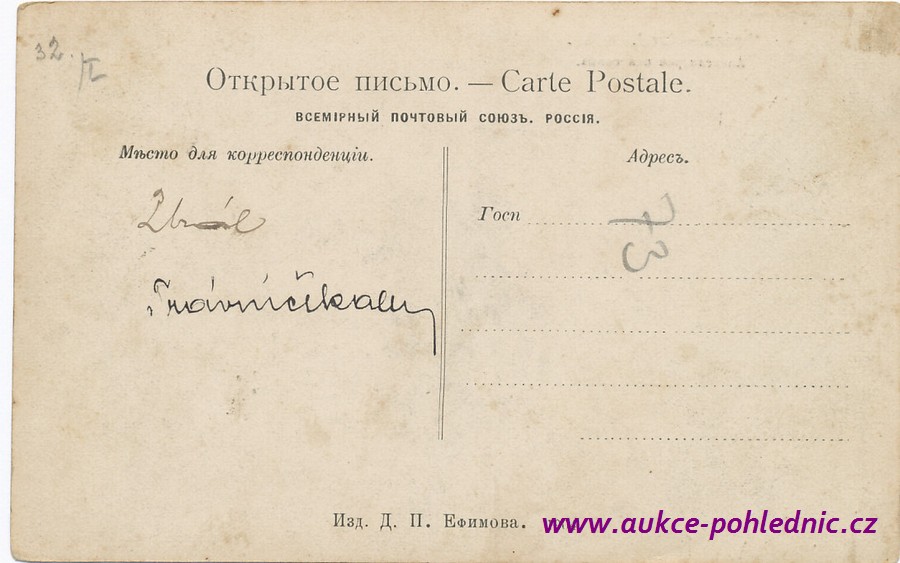 32. I
Открытое письмо. — Carte Postale.
ВСЕМІРНЫЙ ПОЧТОВЫЙ СОЮЗЪ. РОССІЯ.
Мѣсто для корреспонденціи.
Адресъ.
Госп
73
Изд. Д. П. Ефимова.
www.aukce-pohlednic.cz